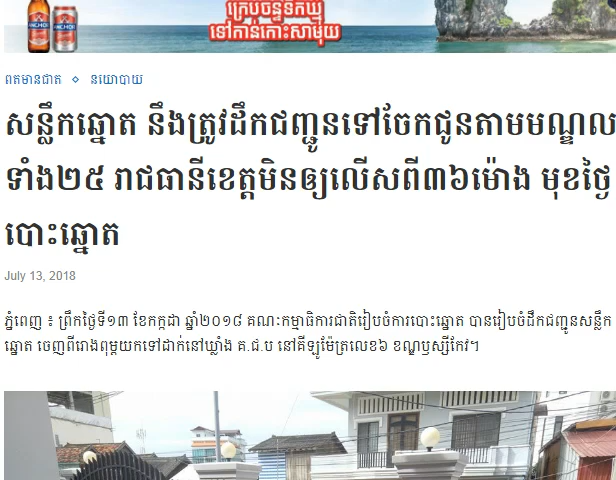 ANCHOR ANCHOR
ក្រេបចន្ទទឹកឃ្មុំ
ទៅកាន់កោះសាមុយ
ពតមានជាត ⋄ នយោបាយ
សន្លឹកឆ្នោត នឹងត្រូវដឹកជញ្ជូនទៅចែកជូនតាមមណ្ឌល
ទាំង២៥ រាជធានីខេត្តមិនឲ្យលើសពី៣៦ម៉ោង មុខថ្ងៃ
បោះឆ្នោត
July 13, 2018
ភ្នំពេញ ៖ ព្រឹកថ្ងៃទី១៣ ខែកក្កដា ឆ្នាំ២០១៨ គណៈកម្មាធិការជាតិរៀបចំការបោះឆ្នោត បានរៀបចំដឹកជញ្ជូនសន្លឹក
ឆ្នោត ចេញពីរោងពុម្ពយកទៅដាក់នៅឃ្លាំង គ.ជ.ប នៅគីឡូម៉ែត្រលេខ៦ ខណ្ឌឫស្សីកែវ។